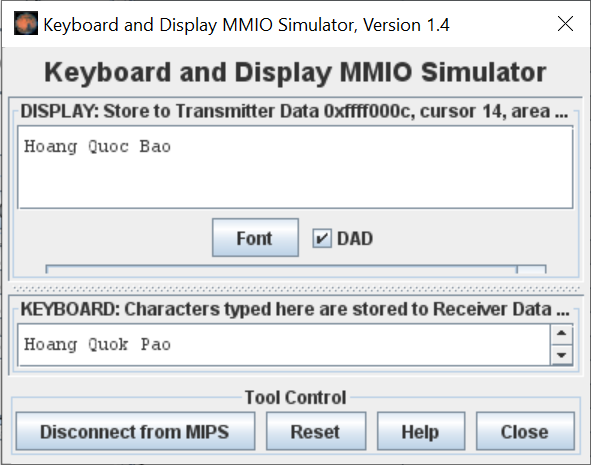 Keyboard and Display MMIO Simulator, Version 1.4
Keyboard and Display MMIO Simulator
DISPLAY: Store to Transmitter Data 0xffff000c, cursor 14, area ...
Hoang Quoc Bao
Font
DAD
KEYBOARD: Characters typed here are stored to Receiver Data ...
Hoang Quok Pao
Tool Control
Disconnect from MIPS Reset Help Close